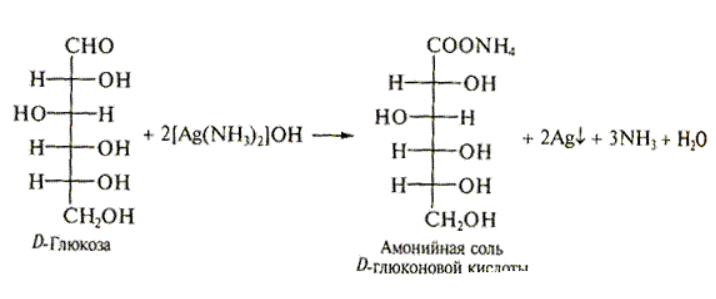 CHO COONH₄
H OH H OH
HO H + 2[Ag(NH₃)₂]OH → HO H + 2Ag↓ + 3NH₃ + H₂O
H OH H OH
H OH H OH
CH₂OH CH₂OH
D-Глюкоза Амонийная соль
D-глюконовой кислоты